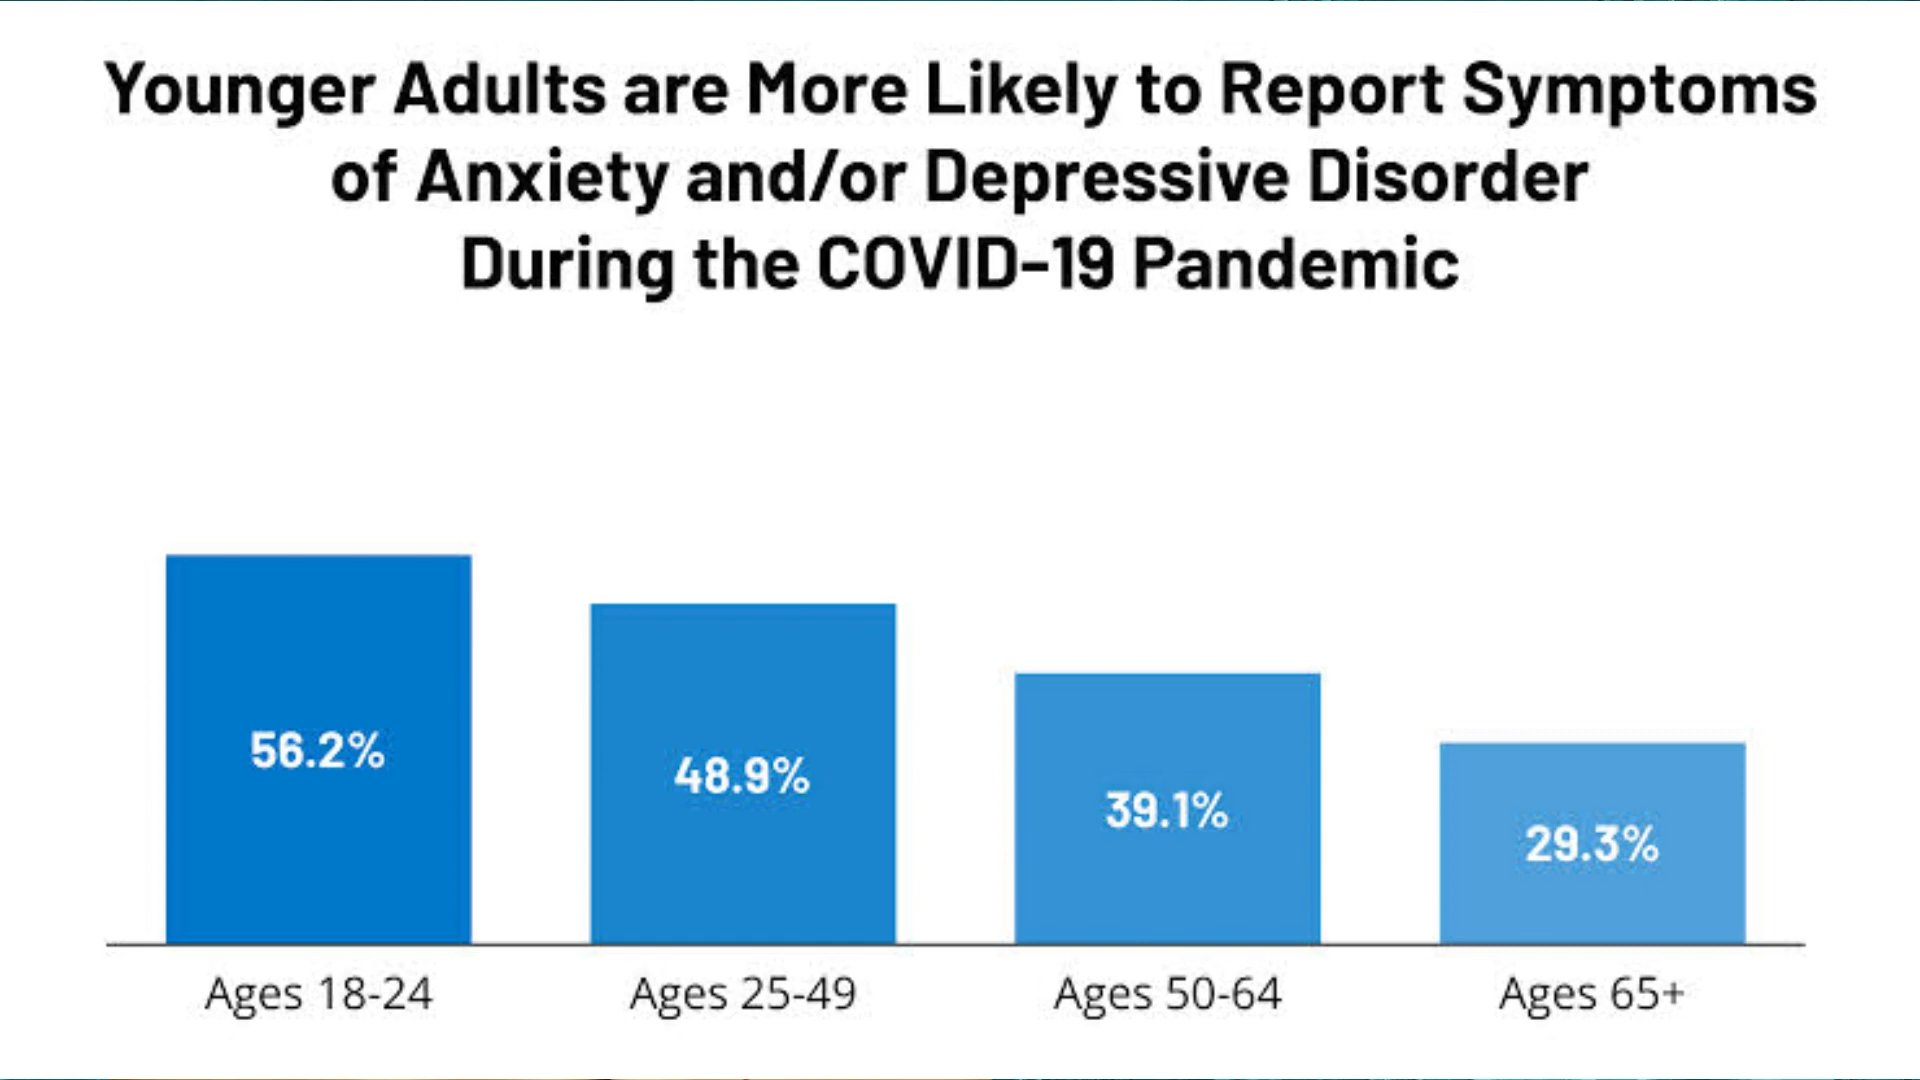 Younger Adults are More Likely to Report Symptoms
of Anxiety and/or Depressive Disorder
During the COVID-19 Pandemic
56.2%
48.9%
39.1%
29.3%
Ages 18-24
Ages 25-49
Ages 50-64
Ages 65+